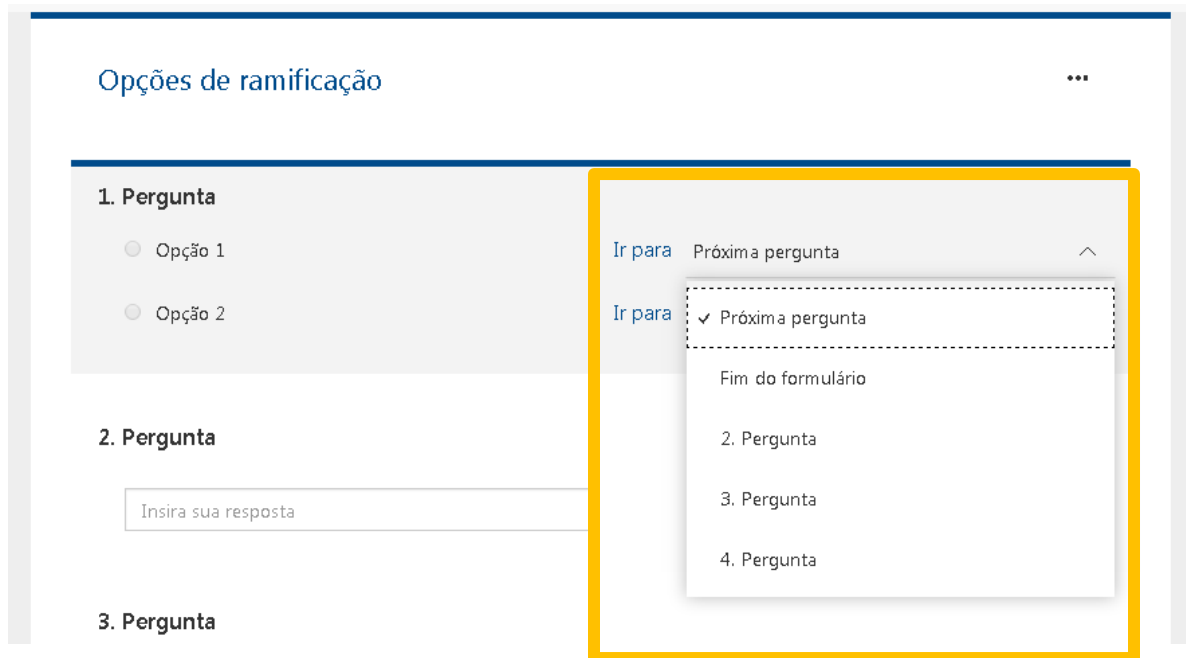 Opções de ramificação
1. Pergunta
Opção 1
Ir para Próxima pergunta
Opção 2
Ir para
Próxima pergunta
Fim do formulário
2. Pergunta
3. Pergunta
4. Pergunta
2. Pergunta
Insira sua resposta
3. Pergunta